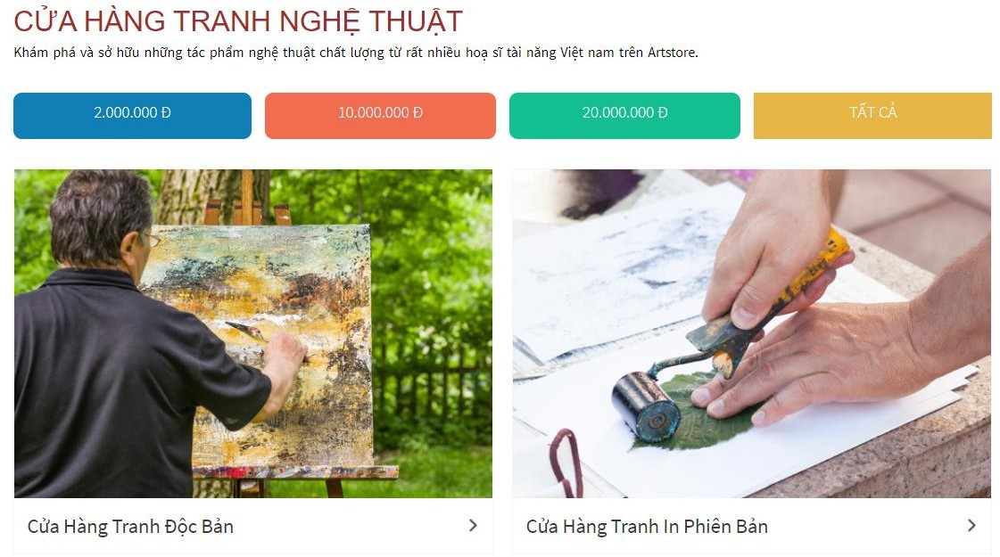 CỬA HÀNG TRANH NGHỆ THUẬT
Khám phá và sở hữu những tác phẩm nghệ thuật chất lượng từ rất nhiều hoạ sĩ tài năng Việt nam trên Artstore.
2.000.000 Đ
10.000.000 Đ
20.000.000 Đ
TẤT CẢ
Cửa Hàng Tranh Độc Bản
Cửa Hàng Tranh In Phiên Bản